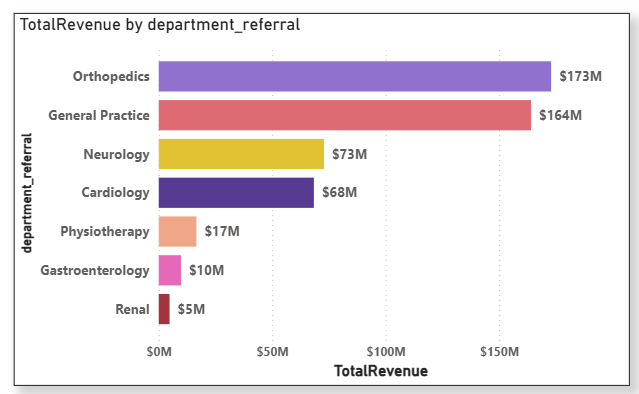 TotalRevenue by department_referral
department_referral
Orthopedics $173M
General Practice $164M
Neurology $73M
Cardiology $68M
Physiotherapy $17M
Gastroenterology $10M
Renal $5M
$0M $50M $100M $150M
TotalRevenue